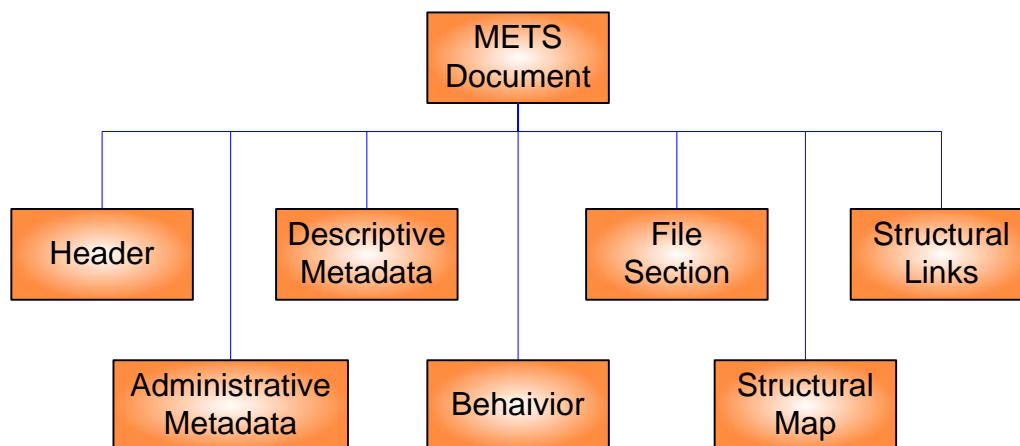 METS
Document
Header
Descriptive
Metadata
File
Section
Structural
Links
Administrative
Metadata
Behaivior
Structural
Map